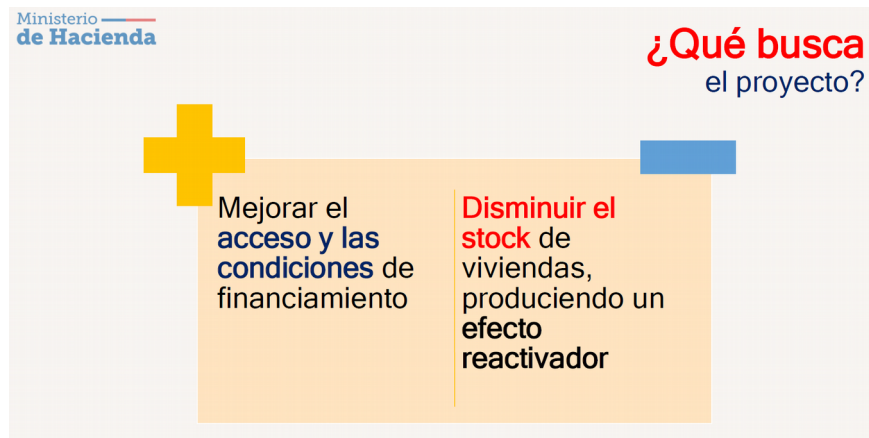 Ministerio
de Hacienda
¿Qué busca
el proyecto?
Mejorar el
acceso y las
condiciones de
financiamiento
Disminuir el
stock de
viviendas,
produciendo un
efecto
reactivador